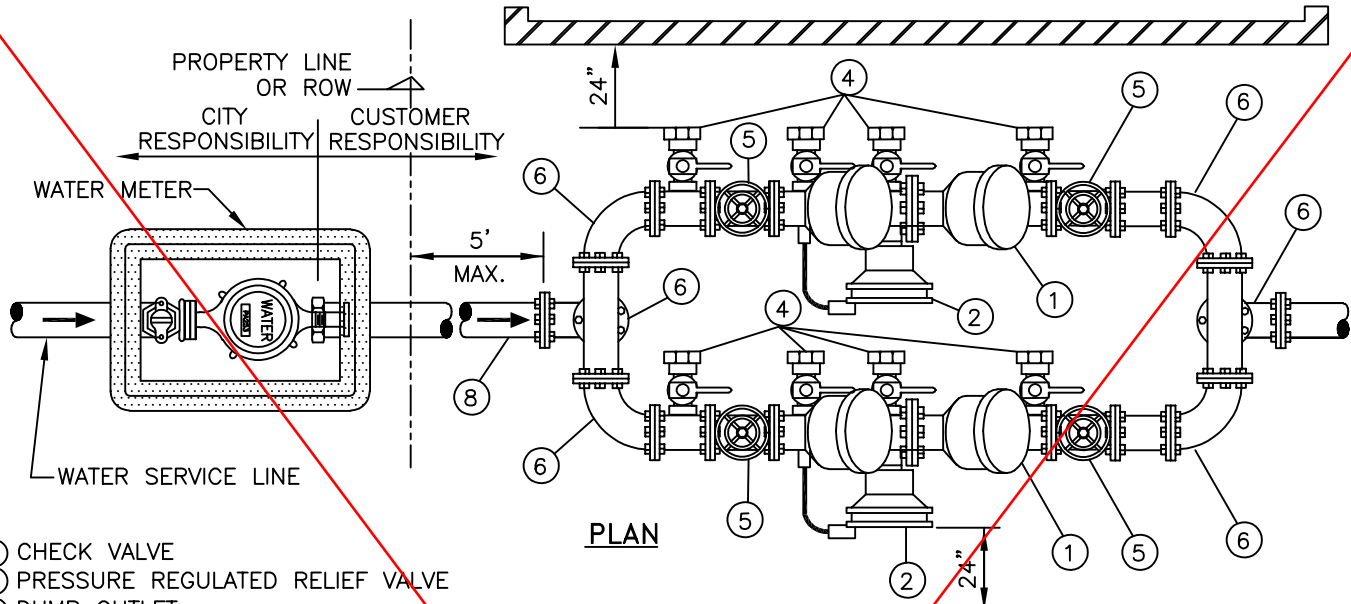 PROPERTY LINE
OR ROW
CITY
RESPONSIBILITY
CUSTOMER
RESPONSIBILITY
WATER METER
24"
4
5
5
6
6
6
5'
MAX.
6
WATER
1
2
4
8
WATER SERVICE LINE
6
5
PLAN
2
24"
1
5
6
CHECK VALVE
PRESSURE REGULATED RELIEF VALVE